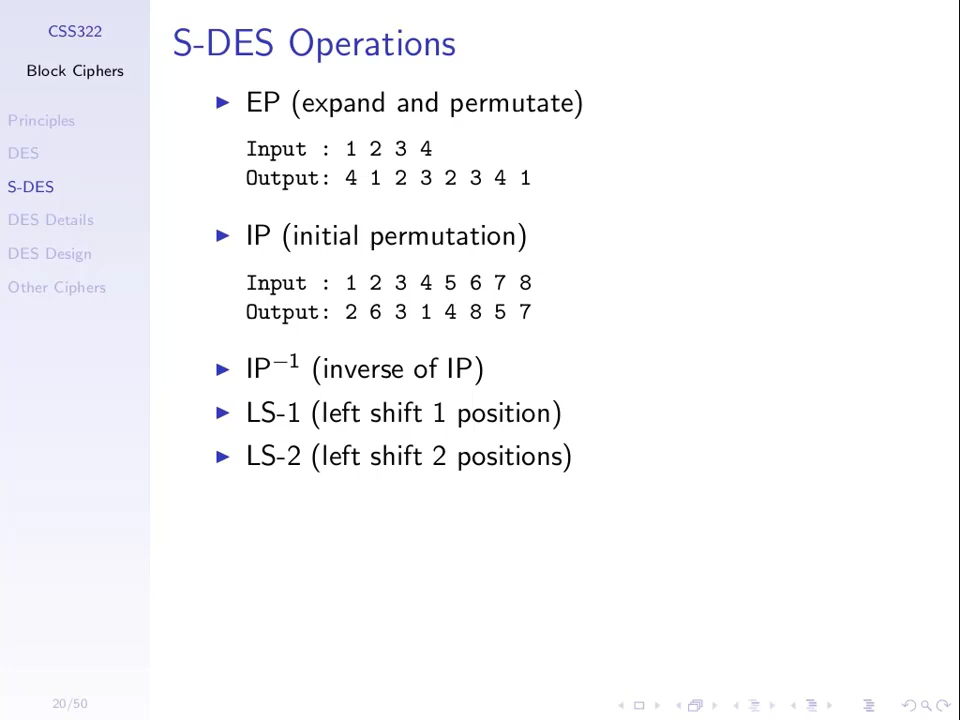 CSS322
Block Ciphers
Principles
DES
S-DES
DES Details
DES Design
Other Ciphers
20/50
S-DES Operations
EP (expand and permutate)
Input : 1 2 3 4
Output: 4 1 2 3 2 3 4 1
IP (initial permutation)
Input : 1 2 3 4 5 6 7 8
Output: 2 6 3 1 4 8 5 7
IP⁻¹ (inverse of IP)
LS-1 (left shift 1 position)
LS-2 (left shift 2 positions)